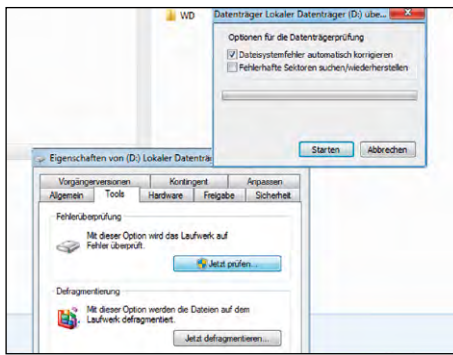 WD
Datenträger Lokaler Datenträger (D:) übe...
Optionen für die Datenträgerprüfung
Dateisystemfehler automatisch korrigieren
Fehlerhafte Sektoren suchen/wiederherstellen
Starten
Abbrechen
Eigenschaften von (D:) Lokaler Datenträ
Vorgängerversionen
Kontingent
Anpassen
Allgemein
Tools
Hardware
Freigabe
Sicherheit
Fehlerüberprüfung
Mit dieser Option wird das Laufwerk auf
Fehler überprüft.
Jetzt prüfen...
Defragmentierung
Mit dieser Option werden die Dateien auf dem
Laufwerk defragmentiert.
Jetzt defragmentieren...